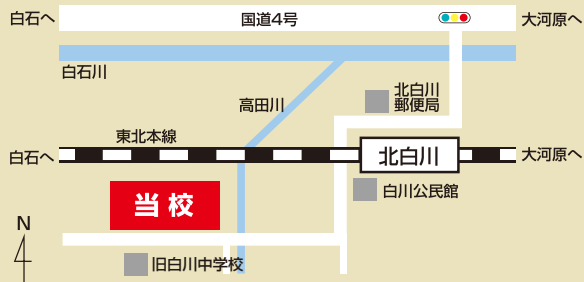 白石へ
国道4号
大河原へ
白石川
高田川
北白川
郵便局
東北本線
白石へ
北白川
大河原へ
白川公民館
当校
N
旧白川中学校